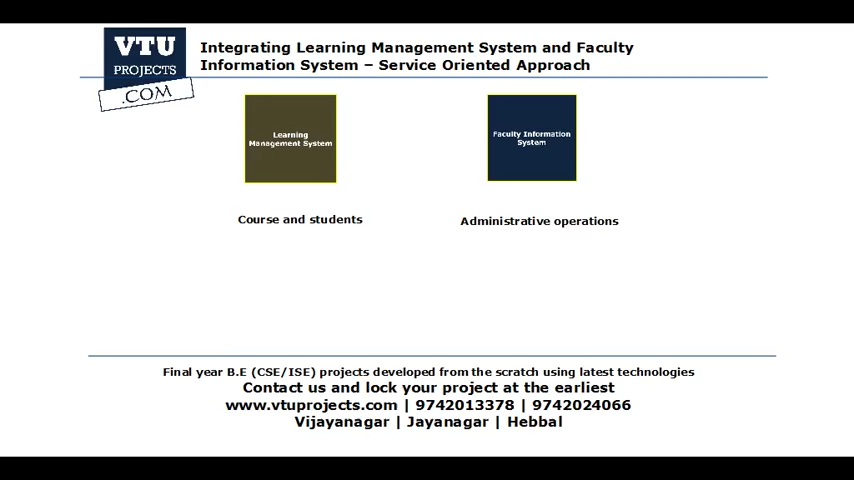 VTU
PROJECTS
.COM
Integrating Learning Management System and Faculty
Information System – Service Oriented Approach
Learning
Management System
Faculty Information
System
Course and students
Administrative operations
Final year B.E (CSE/ISE) projects developed from the scratch using latest technologies
Contact us and lock your project at the earliest
www.vtuprojects.com | 9742013378 | 9742024066
Vijayanagar | Jayanagar | Hebbal